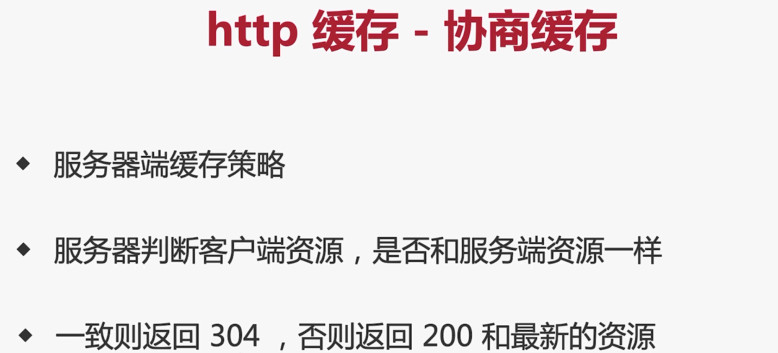 http 缓存 - 协商缓存
◆ 服务器端缓存策略
◆ 服务器判断客户端资源，是否和服务端资源一样
◆ 一致则返回 304 ，否则返回 200 和最新的资源